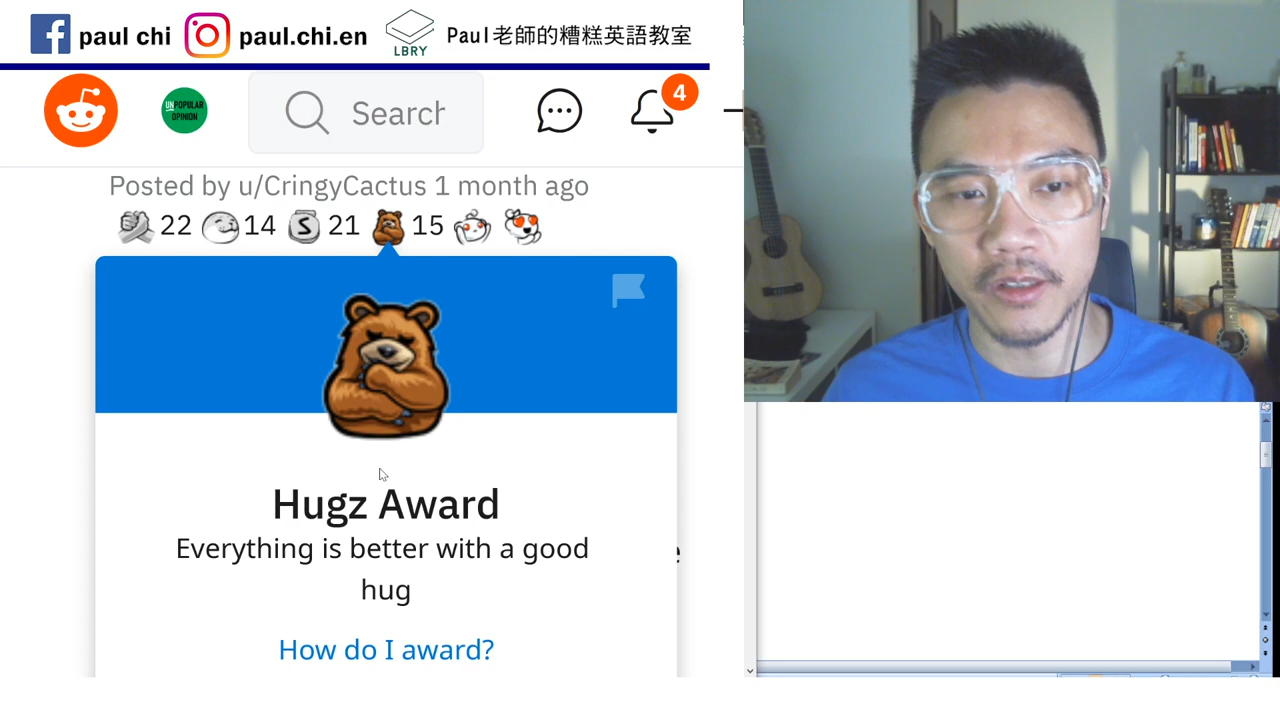 paul chi
paul.chi.en
LBRY
Paul老師的糟糕英語教室
UNPOPULAR
OPINION
Search
4
Posted by u/CringyCactus 1 month ago
22 14 S 21 15
Hugz Award
Everything is better with a good
hug
How do I award?